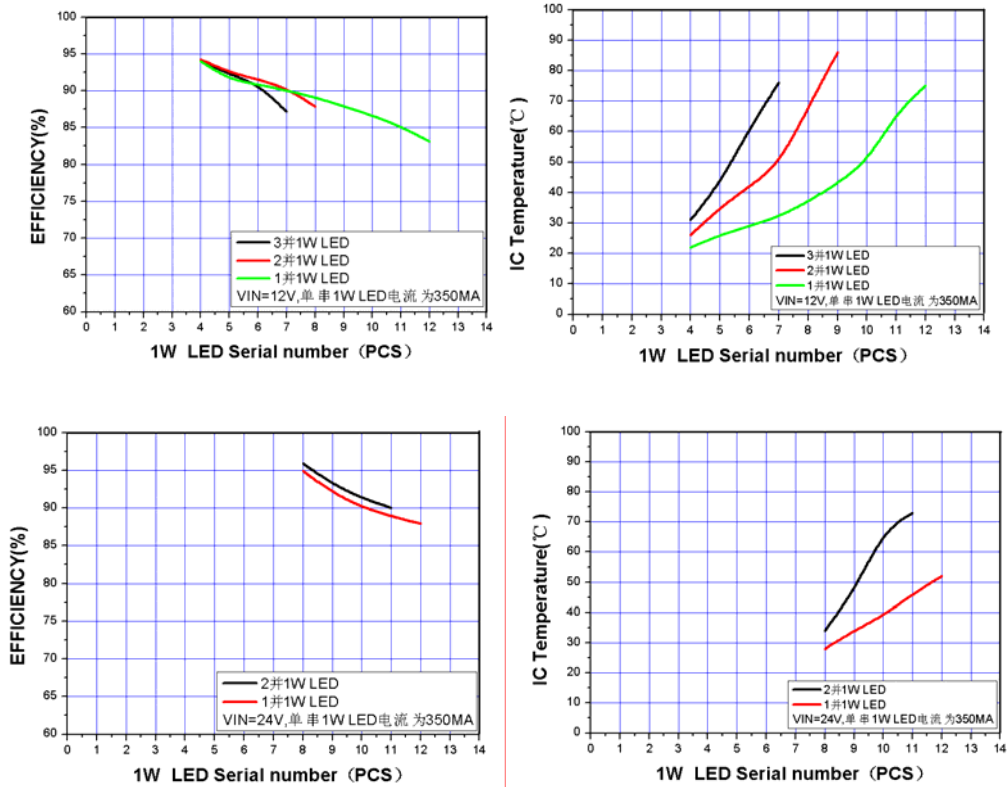 EFFICIENCY(%)
100
95
90
85
80
75
70
65
60
0 1 2 3 4 5 6 7 8 9 10 11 12 13 14
1W LED Serial number（PCS）
3并1W LED
2并1W LED
1并1W LED
VIN=12V,单串1W LED电流为350MA
IC Temperature(℃)
100
90
80
70
60
50
40
30
20
10
0
0 1 2 3 4 5 6 7 8 9 10 11 12 13 14
1W LED Serial number（PCS）
3并1W LED
2并1W LED
1并1W LED
VIN=12V,单串1W LED电流为350MA
EFFICIENCY(%)
100
95
90
85
80
75
70
65
60
0 1 2 3 4 5 6 7 8 9 10 11 12 13 14
1W LED Serial number（PCS）
2并1W LED
1并1W LED
VIN=24V,单串1W LED电流为350MA
IC Temperature(℃)
100
90
80
70
60
50
40
30
20
10
0
0 1 2 3 4 5 6 7 8 9 10 11 12 13 14
1W LED Serial number（PCS）
2并1W LED
1并1W LED
VIN=24V,单串1W LED电流为350MA